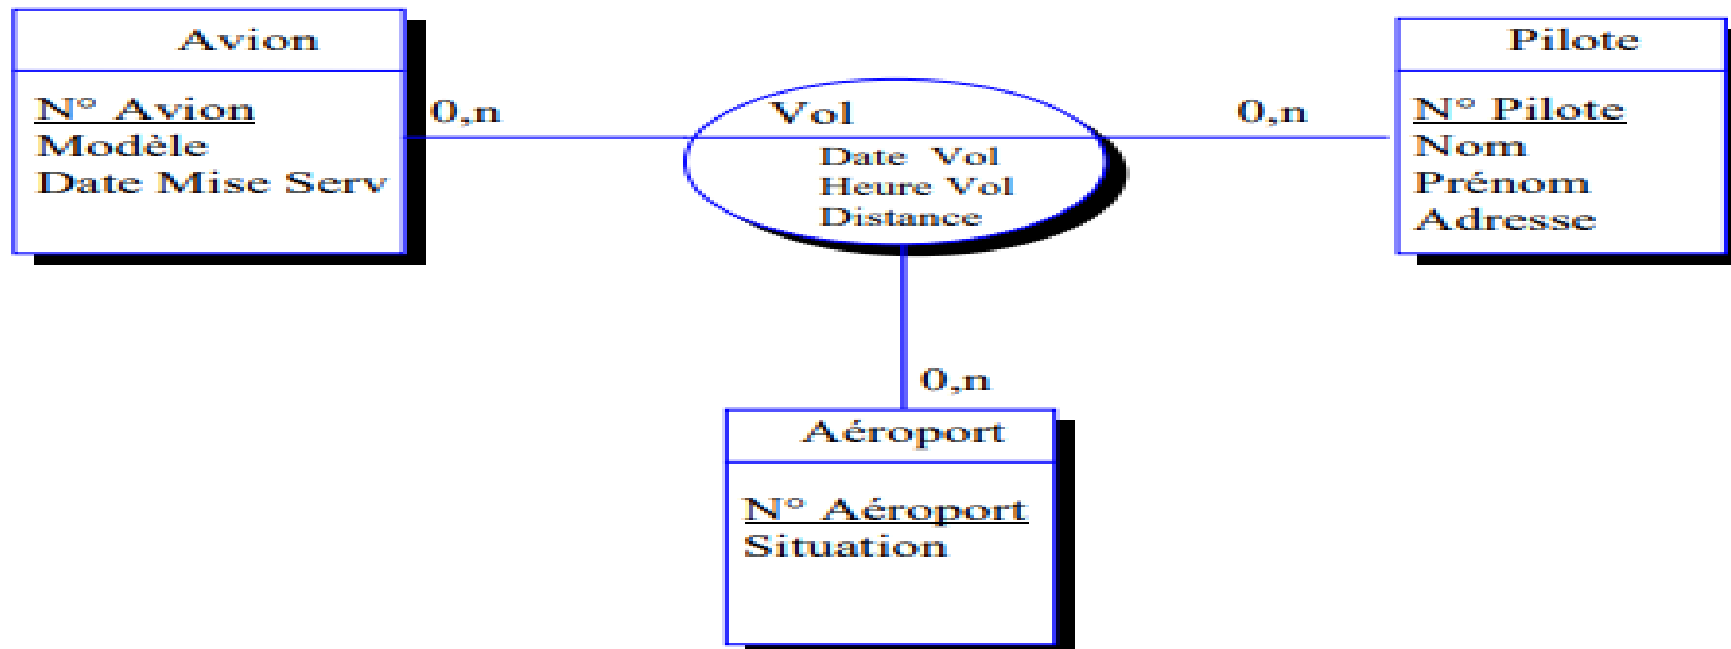 Avion
N° Avion
Modèle
Date Mise Serv
0,n
Vol
Date Vol
Heure Vol
Distance
0,n
Pilote
N° Pilote
Nom
Prénom
Adresse
0,n
Aéroport
N° Aéroport
Situation